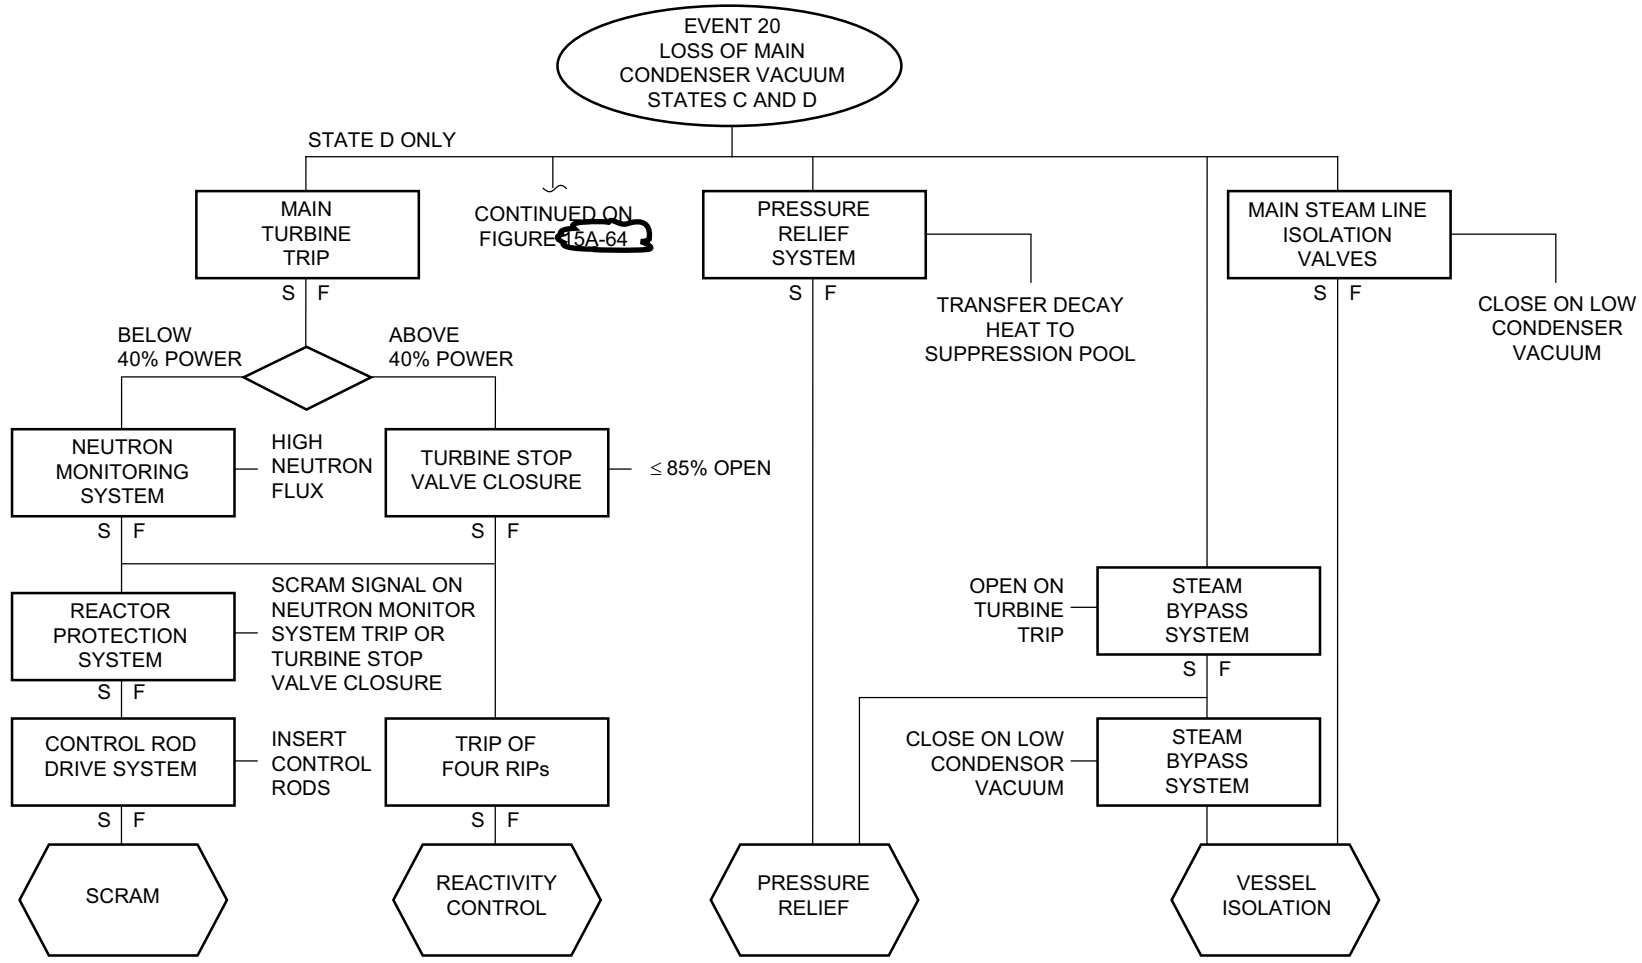 EVENT 20
LOSS OF MAIN
CONDENSER VACUUM
STATES C AND D
STATE D ONLY
MAIN
TURBINE
TRIP
CONTINUED ON
FIGURE 15A-64
PRESSURE
RELIEF
SYSTEM
MAIN STEAM LINE
ISOLATION
VALVES
S F
S F
S F
TRANSFER DECAY
HEAT TO
SUPPRESSION POOL
CLOSE ON LOW
CONDENSER
VACUUM
BELOW
40% POWER
ABOVE
40% POWER
NEUTRON
MONITORING
SYSTEM
HIGH
NEUTRON
FLUX
TURBINE STOP
VALVE CLOSURE
≤ 85% OPEN
S F
S F
REACTOR
PROTECTION
SYSTEM
SCRAM SIGNAL ON
NEUTRON MONITOR
SYSTEM TRIP OR
TURBINE STOP
VALVE CLOSURE
OPEN ON
TURBINE
TRIP
STEAM
BYPASS
SYSTEM
S F
S F
CONTROL ROD
DRIVE SYSTEM
INSERT
CONTROL
RODS
TRIP OF
FOUR RIPs
CLOSE ON LOW
CONDENSOR
VACUUM
STEAM
BYPASS
SYSTEM
S F
S F
SCRAM
REACTIVITY
CONTROL
PRESSURE
RELIEF
VESSEL
ISOLATION